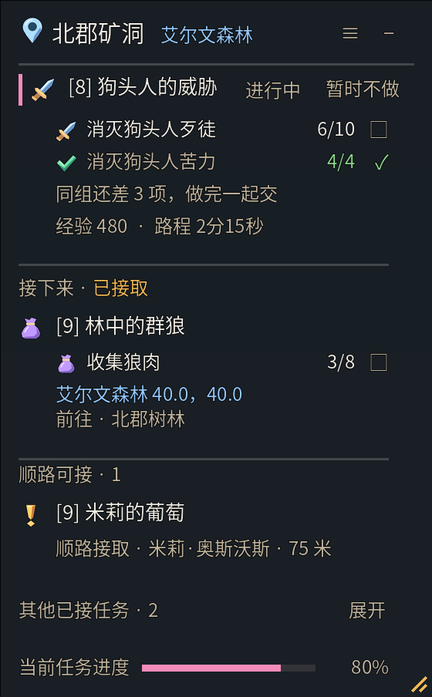 北郡矿洞 艾尔文森林
[8] 狗头人的威胁 进行中 暂时不做
消灭狗头人歹徒 6/10
消灭狗头人苦力 4/4 ✓
同组还差 3 项，做完一起交
经验 480 · 路程 2分15秒
接下来 · 已接取
[9] 林中的群狼
收集狼肉 3/8
艾尔文森林 40.0，40.0
前往 · 北郡树林
顺路可接 · 1
[9] 米莉的葡萄
顺路接取 · 米莉·奥斯沃斯 · 75 米
其他已接任务 · 2 展开
当前任务进度 80%